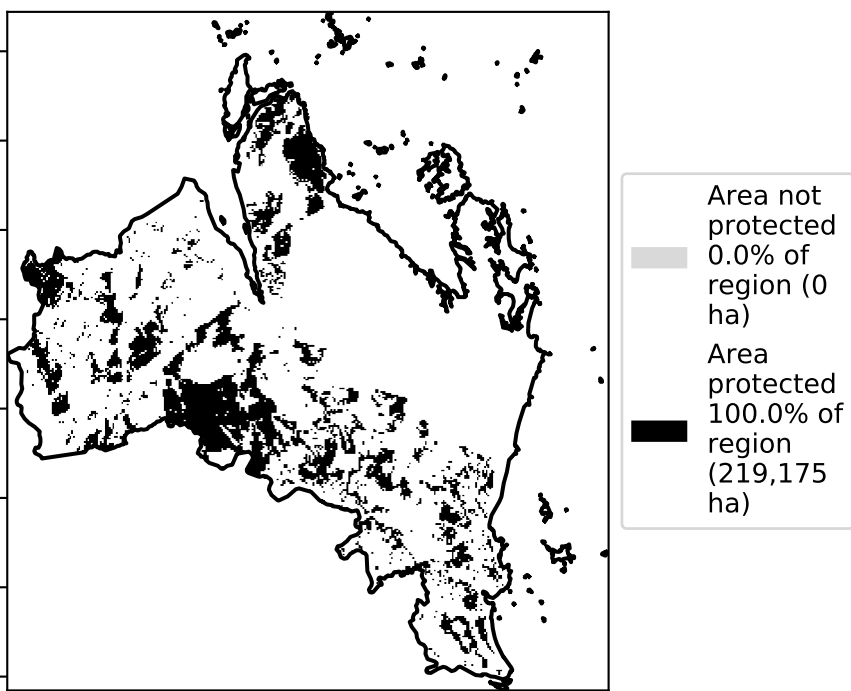 Area not
protected
0.0% of
region (0
ha)
Area
protected
100.0% of
region
(219,175
ha)